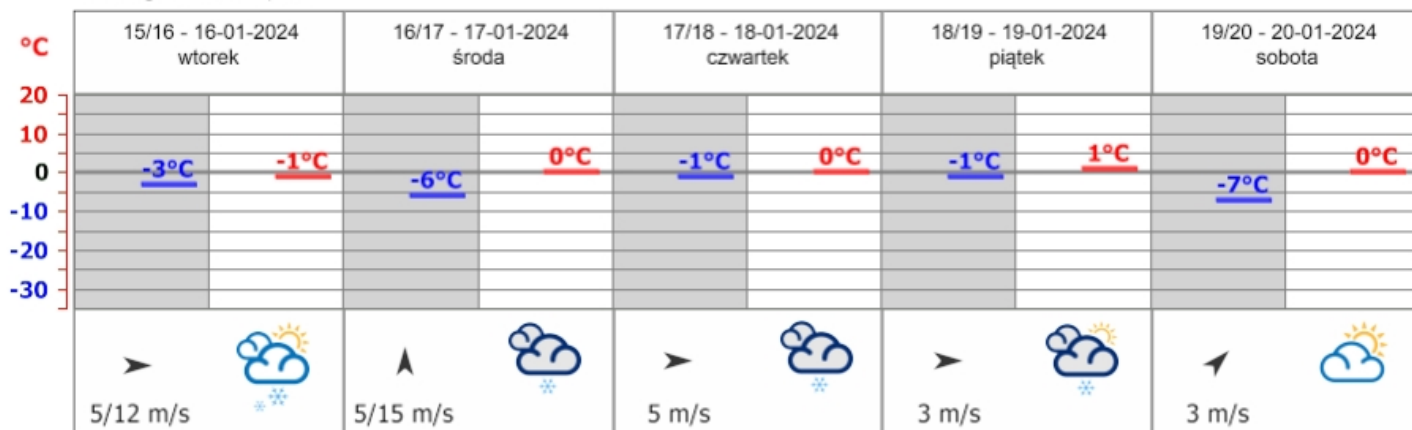 °C
15/16 - 16-01-2024
wtorek
16/17 - 17-01-2024
środa
17/18 - 18-01-2024
czwartek
18/19 - 19-01-2024
piątek
19/20 - 20-01-2024
sobota
20
10
0
-10
-20
-30
-3°C
-1°C
-6°C
0°C
-1°C
0°C
-1°C
1°C
-7°C
0°C
5/12 m/s
5/15 m/s
5 m/s
3 m/s
3 m/s